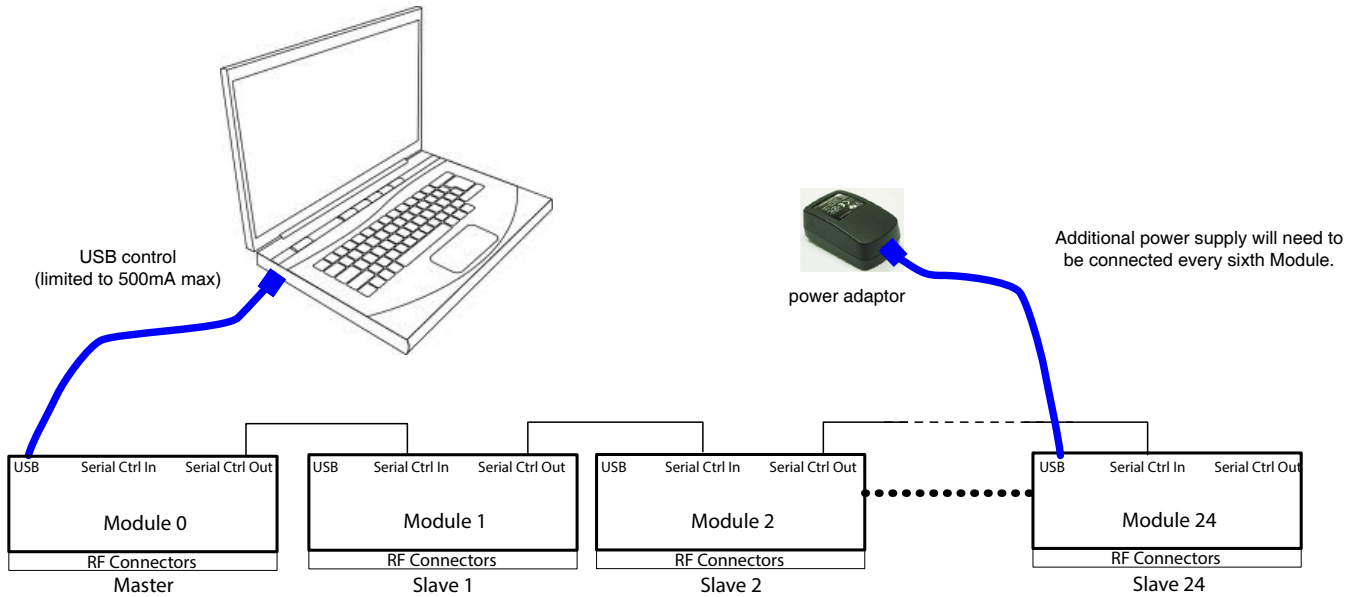 USB control
(limited to 500mA max)
power adaptor
Additional power supply will need to
be connected every sixth Module.
USB Serial Ctrl In Serial Ctrl Out
Module 0
RF Connectors
Master
USB Serial Ctrl In Serial Ctrl Out
Module 1
RF Connectors
Slave 1
USB Serial Ctrl In Serial Ctrl Out
Module 2
RF Connectors
Slave 2
USB Serial Ctrl In Serial Ctrl Out
Module 24
RF Connectors
Slave 24